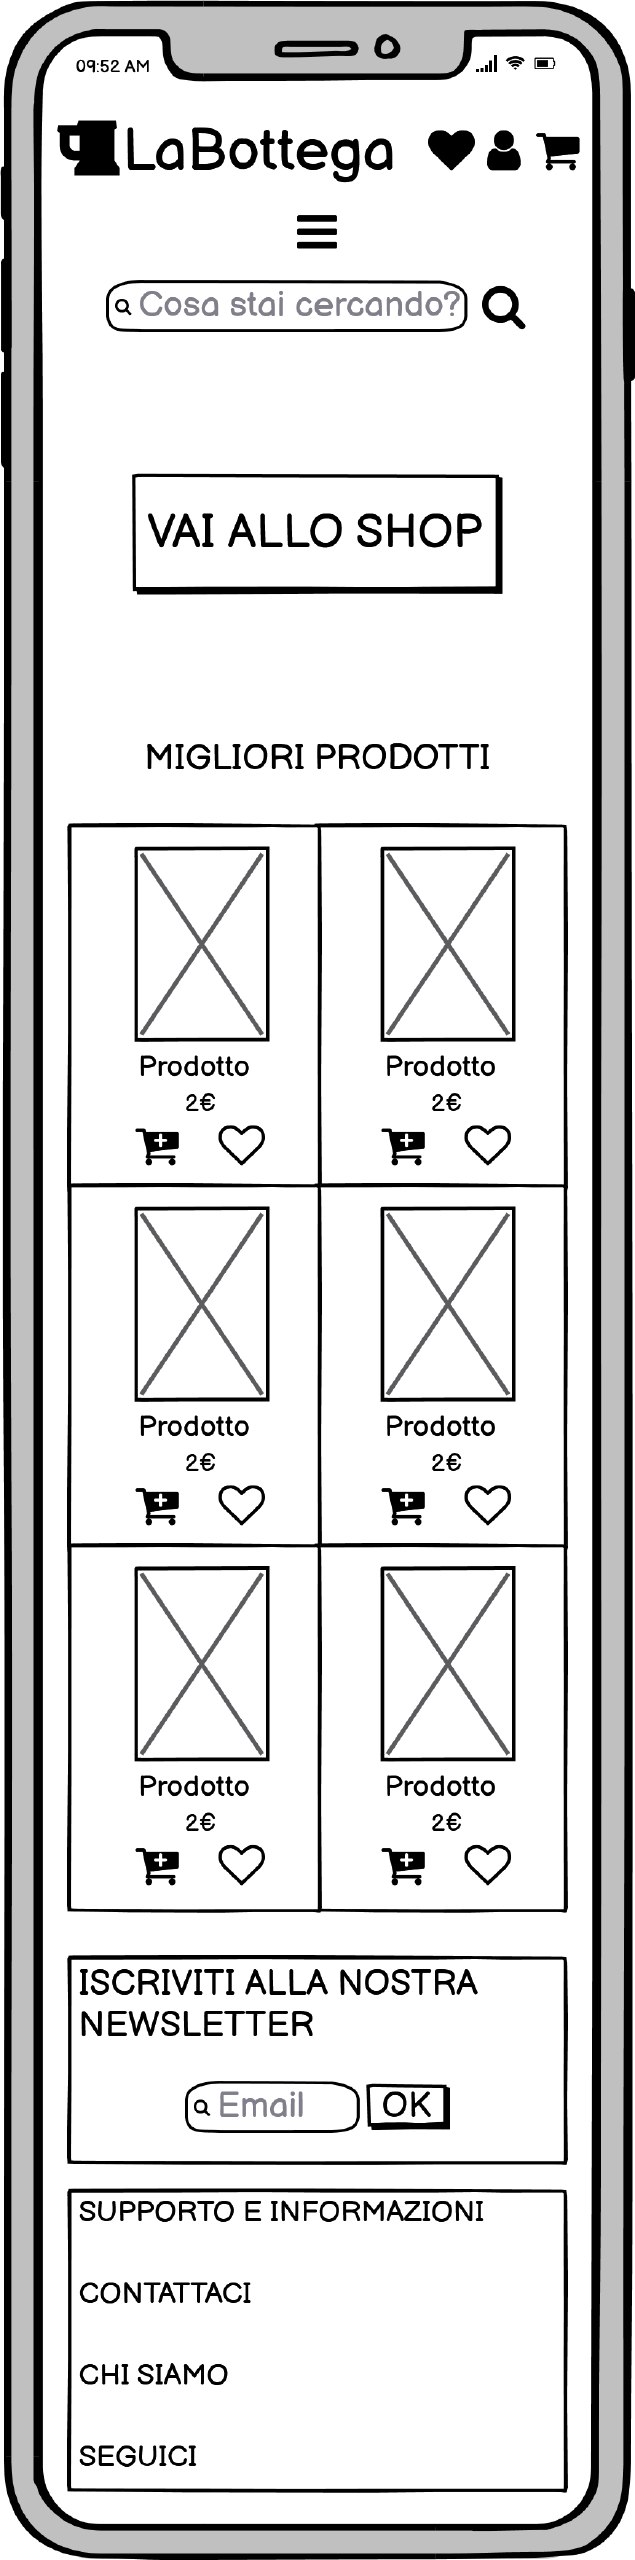 09:52 AM
LaBottega
Cosa stai cercando?
VAI ALLO SHOP
MIGLIORI PRODOTTI
Prodotto Prodotto
2€ 2€
Prodotto Prodotto
2€ 2€
Prodotto Prodotto
2€ 2€
ISCRIVITI ALLA NOSTRA
NEWSLETTER
Email OK
SUPPORTO E INFORMAZIONI
CONTATTACI
CHI SIAMO
SEGUICI